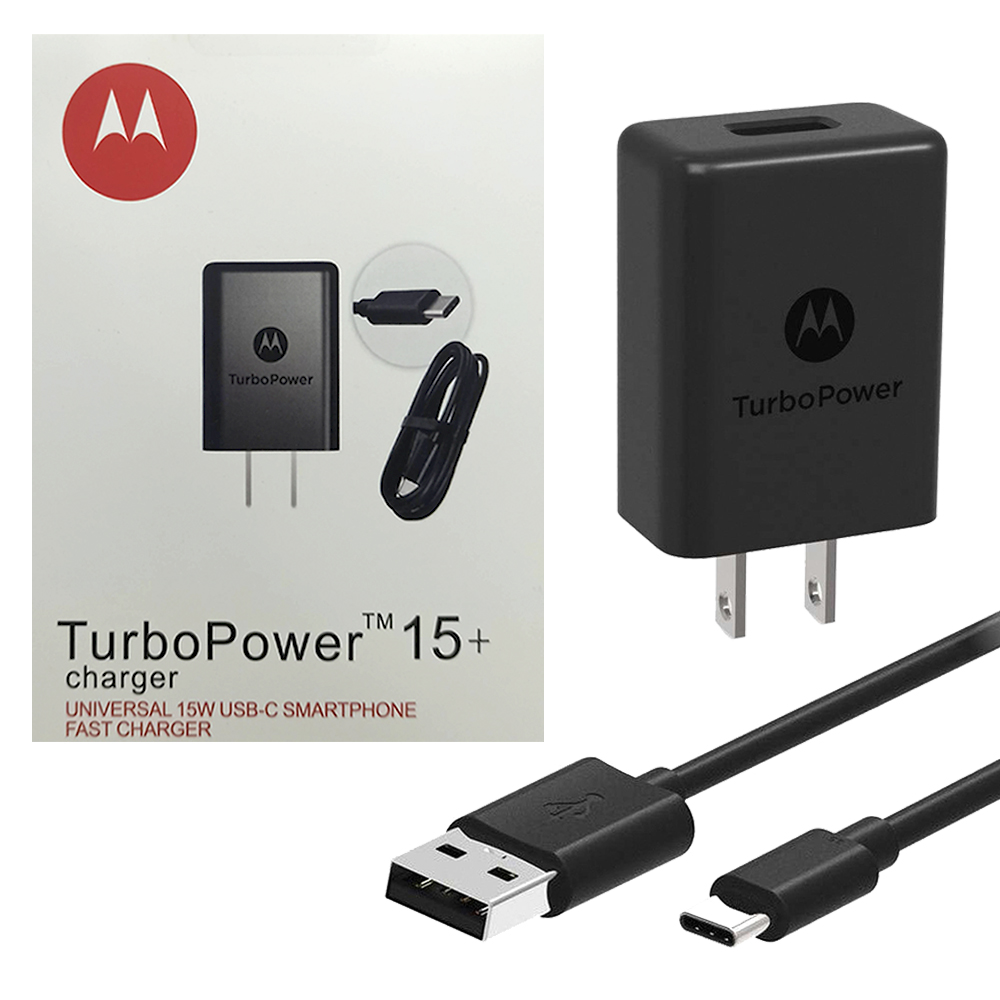 TurboPower
TurboPower
TurboPower™ 15+
charger
UNIVERSAL 15W USB-C SMARTPHONE
FAST CHARGER